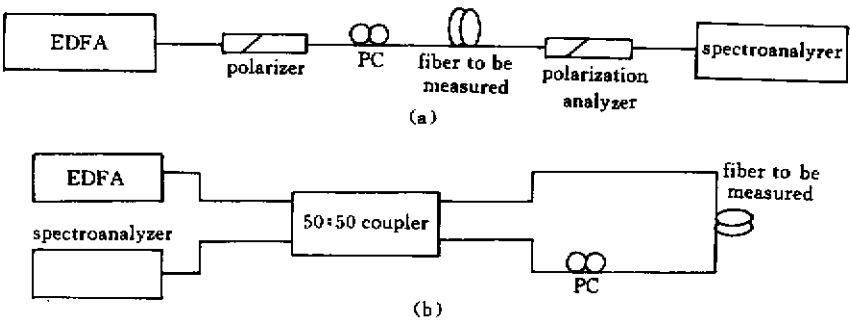 EDFA
polarizer
PC
fiber to be
measured
polarization
analyzer
spectroanalyzer
(a)
EDFA
spectroanalyzer
50:50 coupler
fiber to be
measured
PC
(b)